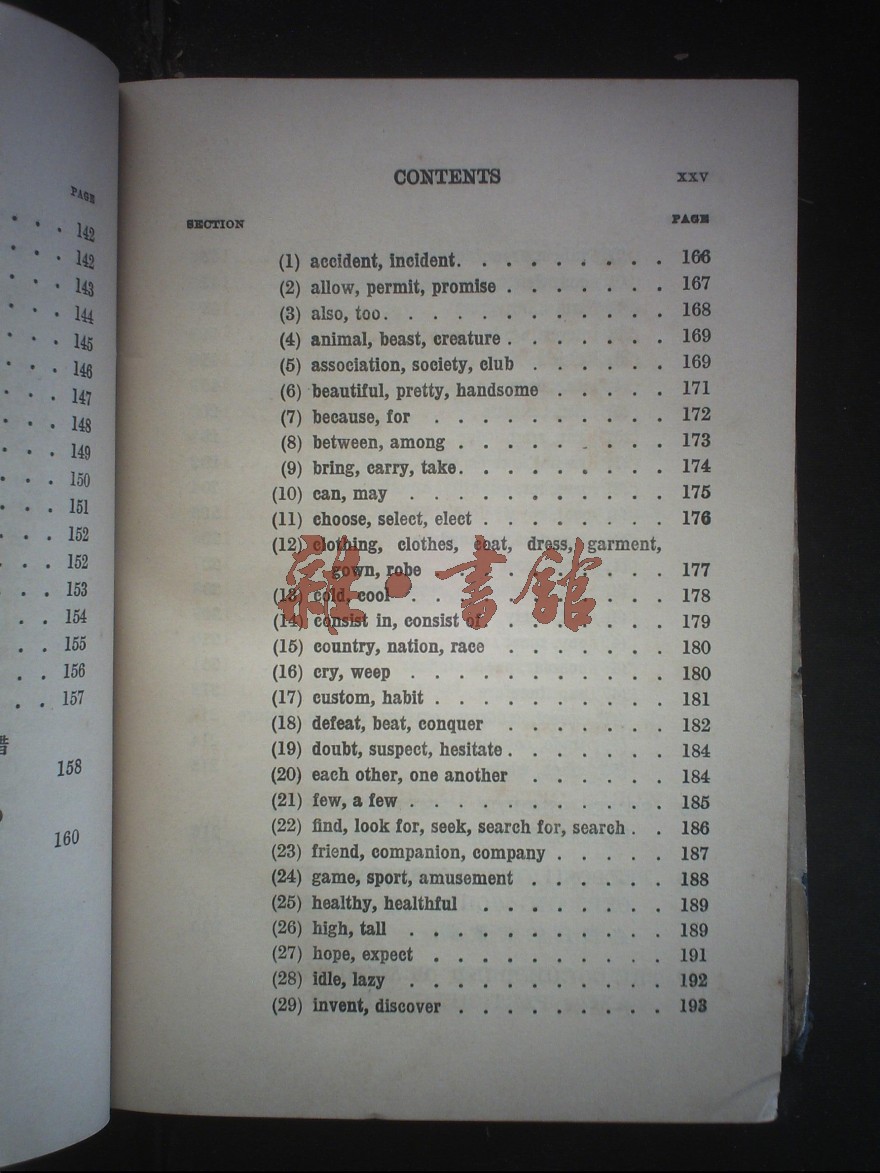 PAGE
142
142
143
144
145
146
147
148
149
150
151
152
152
153
154
155
156
157
158
160
CONTENTS xxv
SECTION PAGE
(1) accident, incident. . . . . . . . . 166
(2) allow, permit, promise . . . . . . . 167
(3) also, too. . . . . . . . . . . . 168
(4) animal, beast, creature . . . . . . . 169
(5) association, society, club . . . . . . 169
(6) beautiful, pretty, handsome . . . . . 171
(7) because, for . . . . . . . . . . 172
(8) between, among . . . . . . . . . 173
(9) bring, carry, take. . . . . . . . . 174
(10) can, may . . . . . . . . . . . 175
(11) choose, select, elect . . . . . . . . 176
(12) clothing, clothes, coat, dress, garment,
gown, robe . . . . . . . . . 177
(13) cold, cool . . . . . . . . . . . 178
(14) consist in, consist of . . . . . . . 179
(15) country, nation, race . . . . . . . 180
(16) cry, weep . . . . . . . . . . . 180
(17) custom, habit . . . . . . . . . . 181
(18) defeat, beat, conquer . . . . . . . 182
(19) doubt, suspect, hesitate . . . . . . . 184
(20) each other, one another . . . . . . 184
(21) few, a few . . . . . . . . . . . 185
(22) find, look for, seek, search for, search . . 186
(23) friend, companion, company . . . . . 187
(24) game, sport, amusement . . . . . . 188
(25) healthy, healthful . . . . . . . . 189
(26) high, tall . . . . . . . . . . . 189
(27) hope, expect . . . . . . . . . . 191
(28) idle, lazy . . . . . . . . . . . 192
(29) invent, discover . . . . . . . . . 193
雜·書館